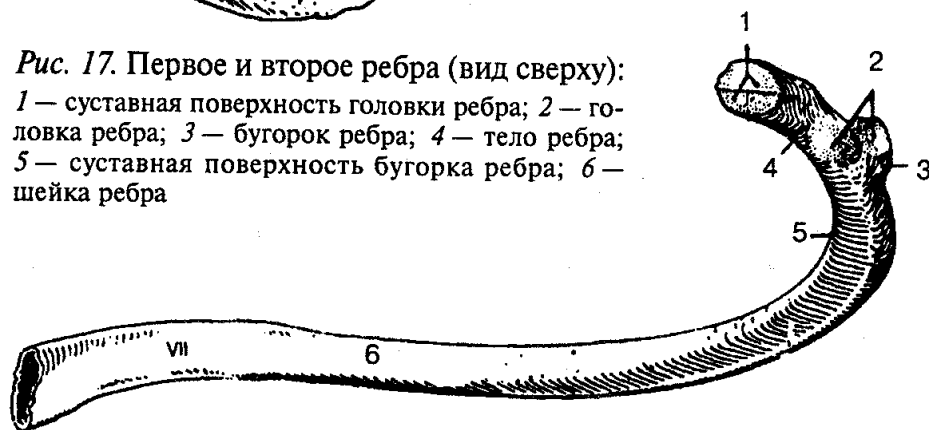 Рис. 17. Первое и второе ребра (вид сверху):
1 — суставная поверхность головки ребра; 2 — го-
ловка ребра; 3 — бугорок ребра; 4 — тело ребра;
5 — суставная поверхность бугорка ребра; 6 —
шейка ребра
1
2
4
3
5
VII
6